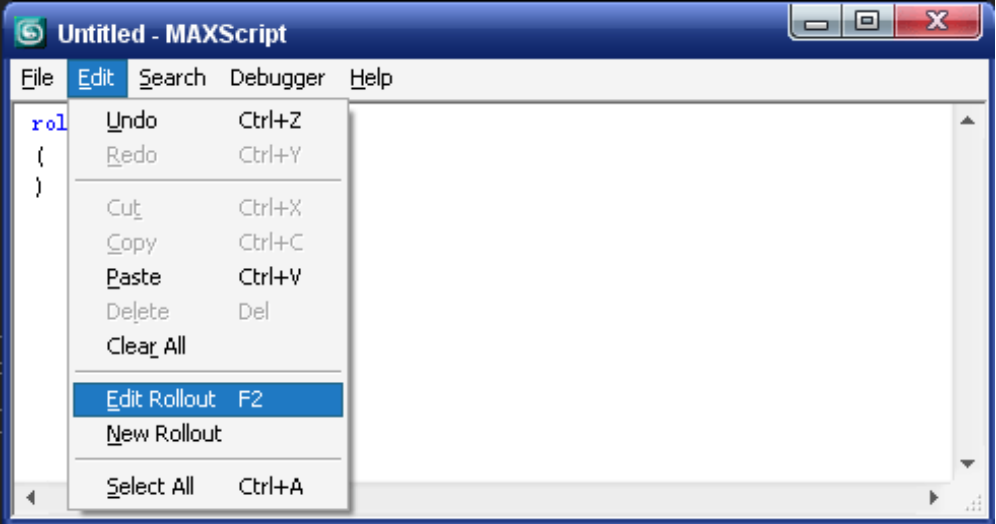 Untitled - MAXScript
File Edit Search Debugger Help
rol
(
)
Undo Ctrl+Z
Redo Ctrl+Y
Cut Ctrl+X
Copy Ctrl+C
Paste Ctrl+V
Delete Del
Clear All
Edit Rollout F2
New Rollout
Select All Ctrl+A